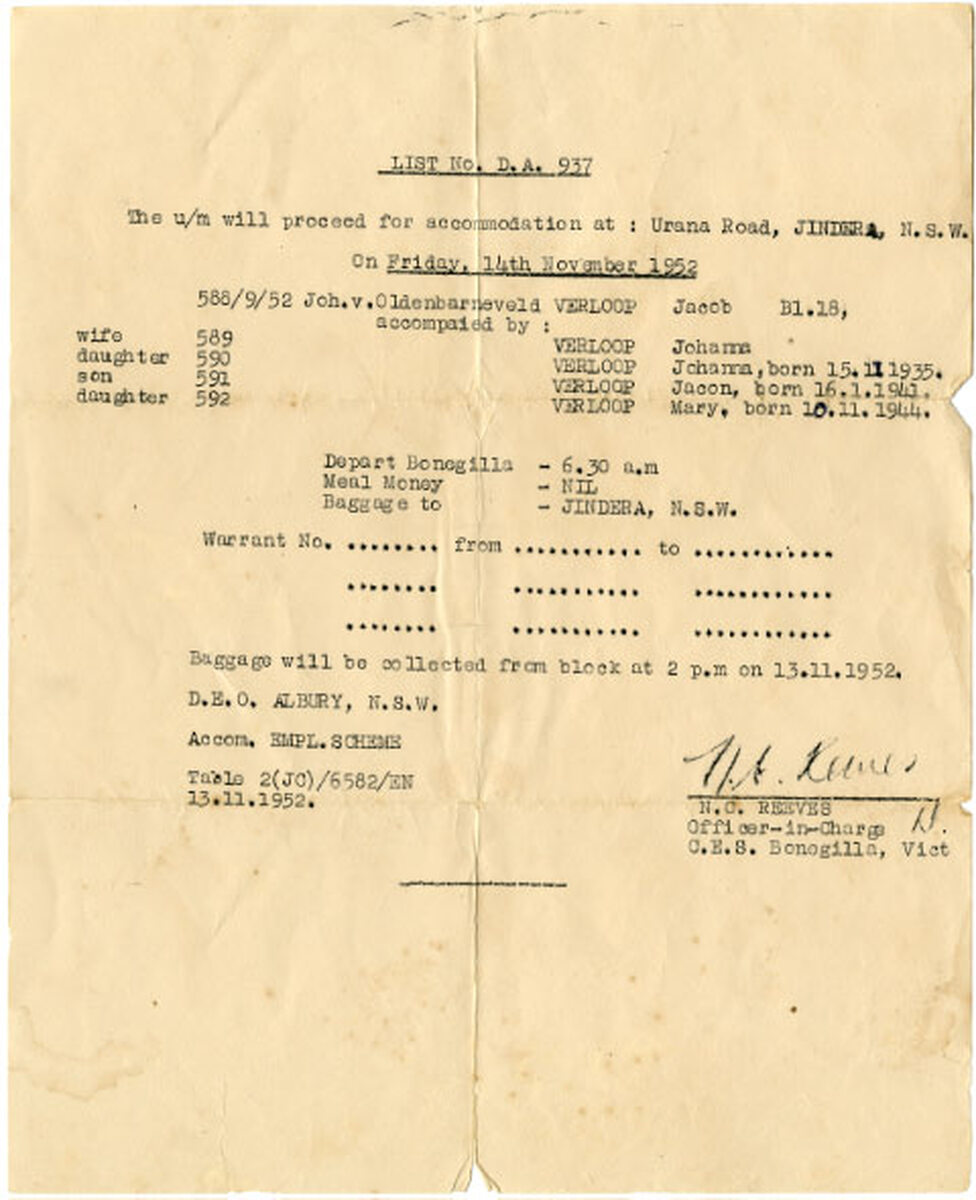 LIST No. D.A. 937
The u/m will proceed for accommodation at : Urana Road, JINDERA, N.S.W.
On Friday, 14th November 1952
588/9/52 Joh.v.Oldenbarneveld VERLOOP Jacob B1.18,
accompaied by :
wife 589 VERLOOP Johanna
daughter 590 VERLOOP Johanna,born 15.11 1935.
son 591 VERLOOP Jacon, born 16.1.1941.
daughter 592 VERLOOP Mary, born 10.11.1944.
Depart Bonegilla - 6.30 a.m
Meal Money - NIL
Baggage to - JINDERA, N.S.W.
Warrant No. ........ from ........... to ............
........ ........... ............
........ ........... ............
Baggage will be collected from block at 2 p.m on 13.11.1952.
D.E.O. ALBURY, N.S.W.
Accom. EMPL.SCHEME
Table 2(JC)/6582/EN
13.11.1952.
N.C. Reeves
N.C. REEVES
Officer-in-Charge
C.E.S. Bonegilla, Vict